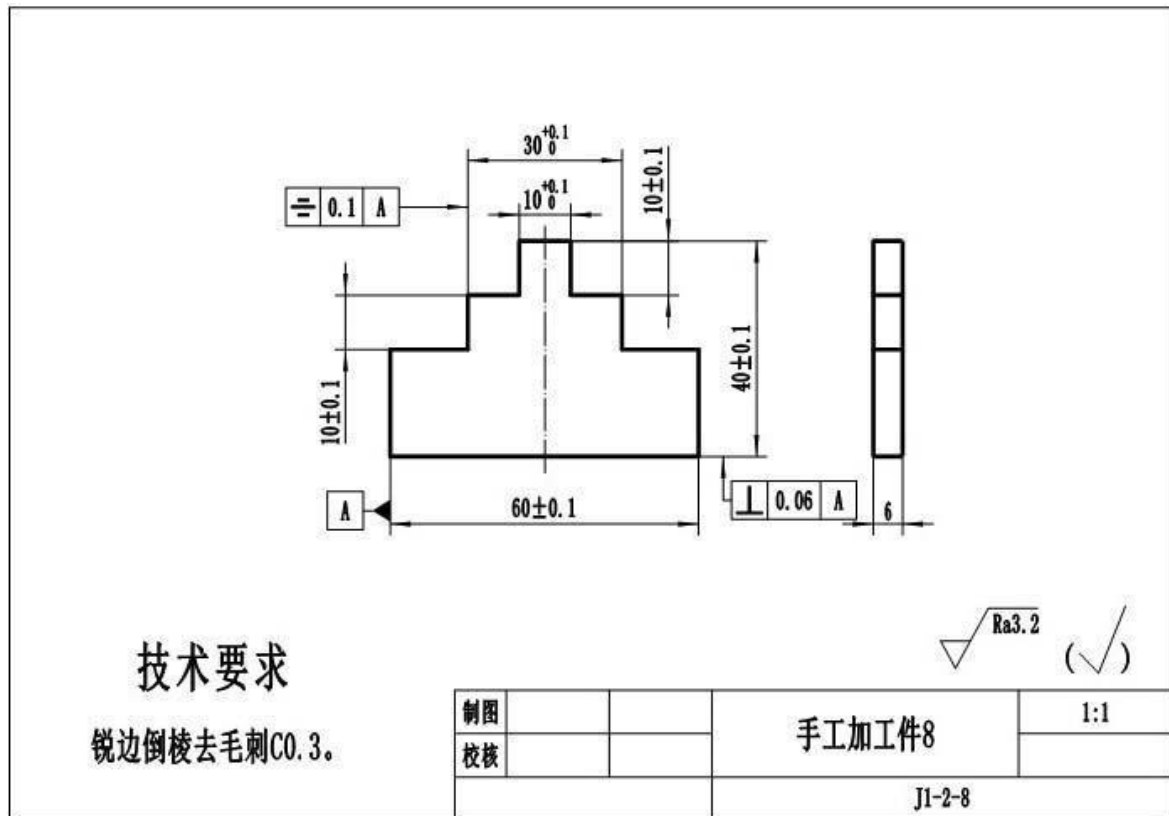 30 +0.1 0
10 +0.1 0
10±0.1
0.1 A
10±0.1
40±0.1
A
60±0.1
⊥ 0.06 A
6
Ra3.2
(√)
技术要求
锐边倒棱去毛刺C0.3。
制图
手工加工件8
1:1
校核
J1-2-8